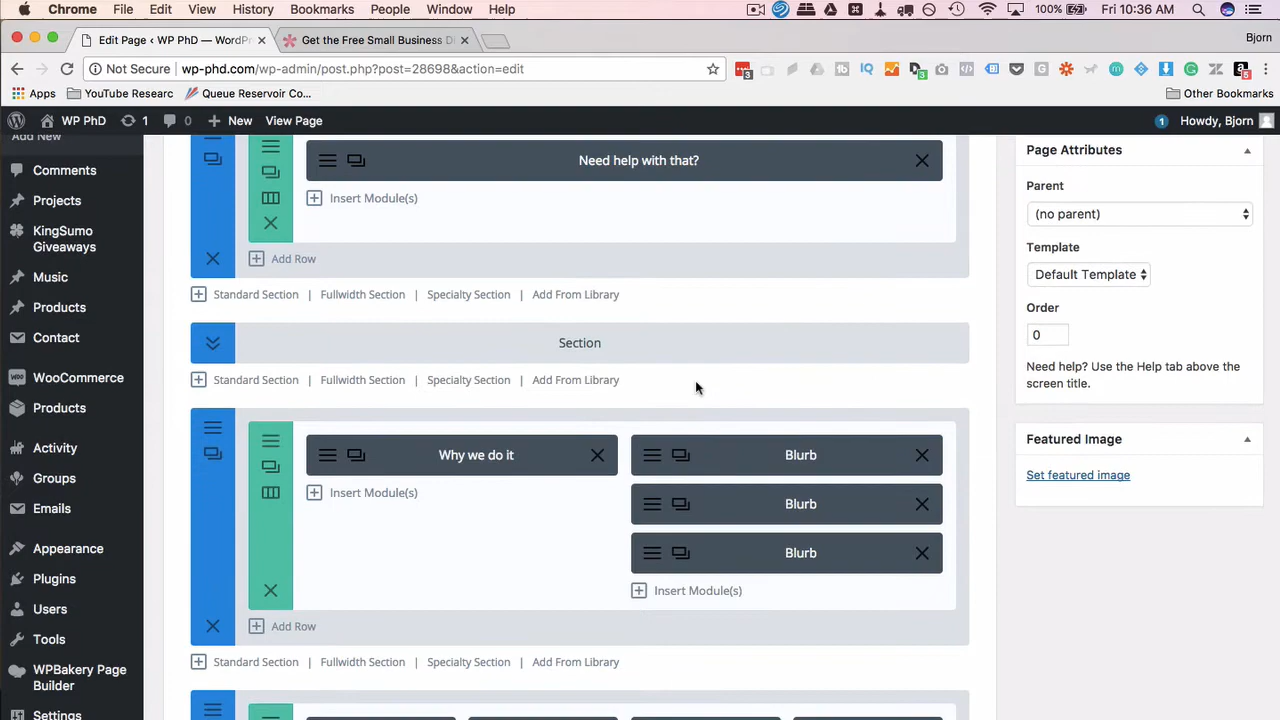 Chrome File Edit View History Bookmarks People Window Help 100% Fri 10:36 AM
Edit Page ‹ WP PhD — WordPr Get the Free Small Business Di Bjorn
Not Secure wp-phd.com/wp-admin/post.php?post=28698&action=edit
Apps YouTube Researc Queue Reservoir Co... Other Bookmarks
WP PhD 1 0 New View Page 1 Howdy, Bjorn
Add New
Comments
Projects
KingSumo
Giveaways
Music
Products
Contact
WooCommerce
Products
Activity
Groups
Emails
Appearance
Plugins
Users
Tools
WPBakery Page
Builder
Settings
Need help with that?
Insert Module(s)
Add Row
Standard Section | Fullwidth Section | Specialty Section | Add From Library
Section
Standard Section | Fullwidth Section | Specialty Section | Add From Library
Why we do it Blurb
Insert Module(s) Blurb
Blurb
Insert Module(s)
Add Row
Standard Section | Fullwidth Section | Specialty Section | Add From Library
Page Attributes
Parent
(no parent)
Template
Default Template
Order
0
Need help? Use the Help tab above the
screen title.
Featured Image
Set featured image